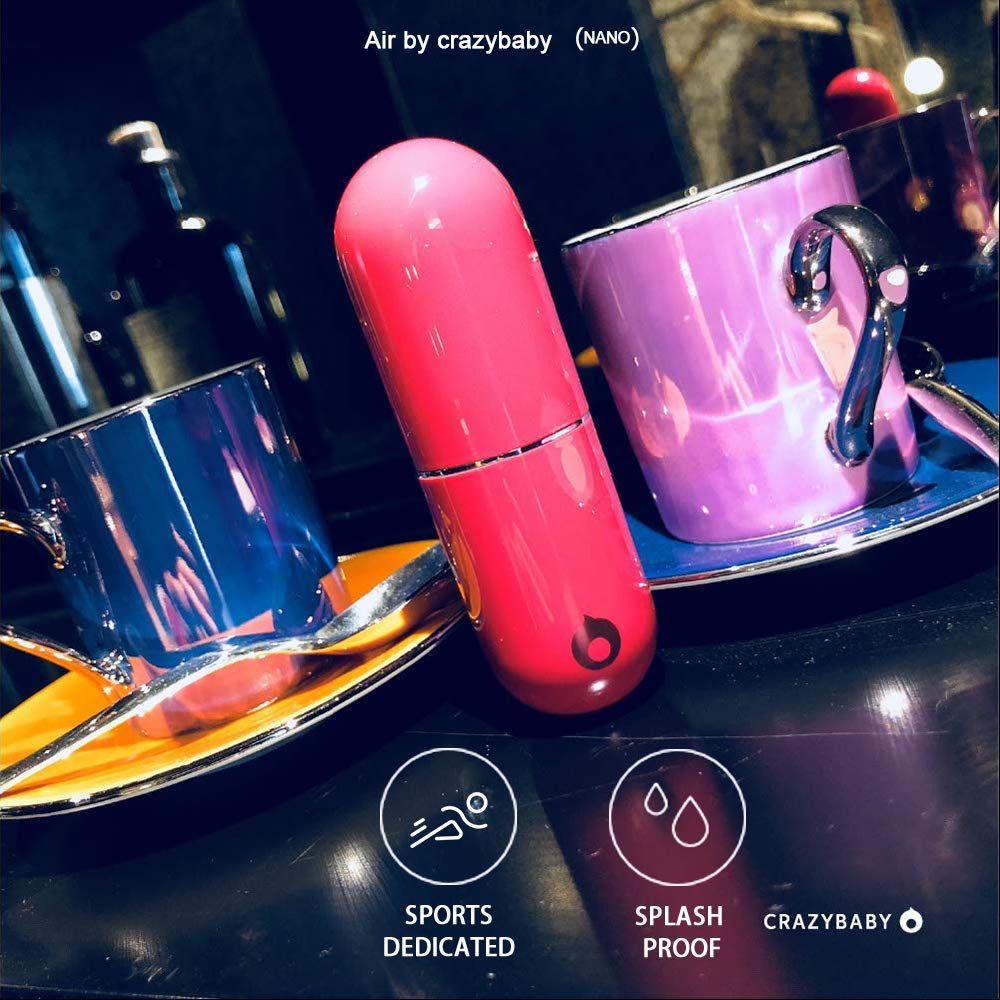 Air by crazybaby (NANO)
SPORTS
DEDICATED
SPLASH
PROOF
CRAZYBABY